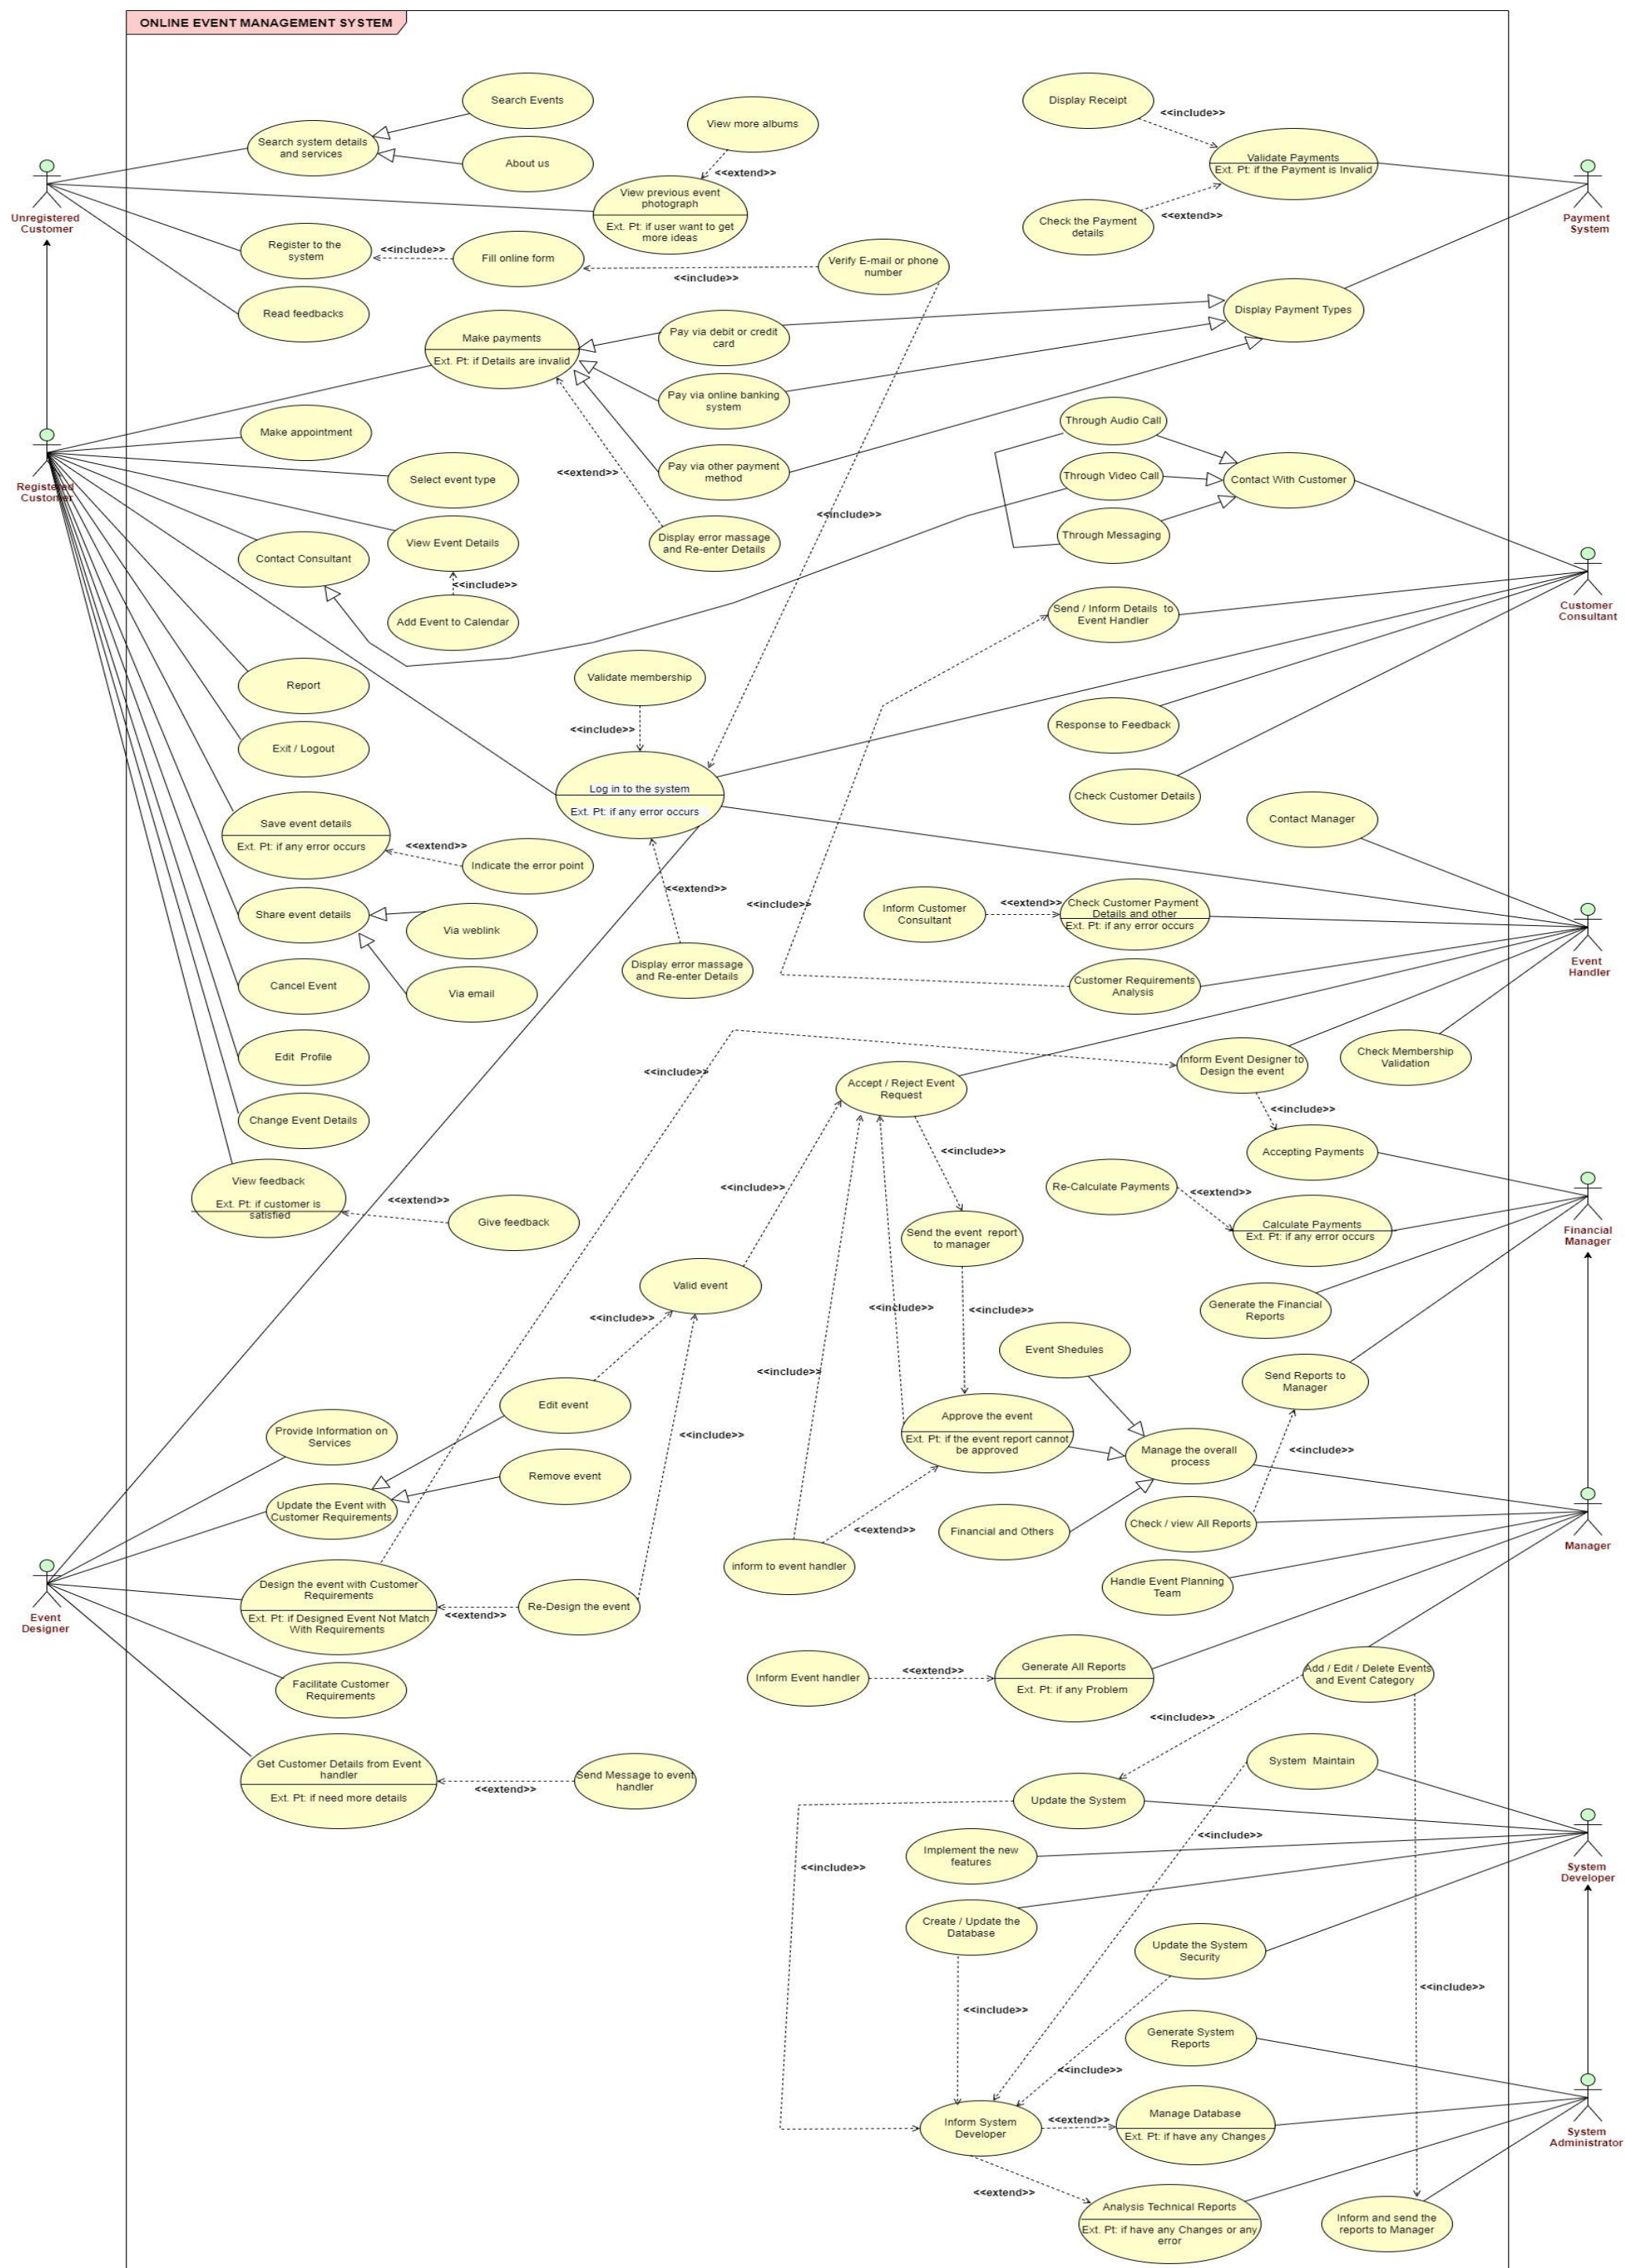 ONLINE EVENT MANAGEMENT SYSTEM
Search Events
Search system details
and services
About us
View more albums
<<extend>>
View previous event
photograph
Ext. Pt: if user want to get
more ideas
Display Receipt
<<include>>
Validate Payments
Ext. Pt: if the Payment is Invalid
Check the Payment
details
<<extend>>
Unregistered
Customer
Payment
System
Register to the
system
<<include>>
Fill online form
<<include>>
Verify E-mail or phone
number
Read feedbacks
Make payments
Ext. Pt: if Details are invalid
Pay via debit or credit
card
Pay via online banking
system
Pay via other payment
method
Display Payment Types
<<extend>>
Display error massage
and Re-enter Details
<<include>>
Registered
Customer
Make appointment
Select event type
View Event Details
<<include>>
Add Event to Calendar
Contact Consultant
Through Audio Call
Through Video Call
Through Messaging
Contact With Customer
Customer
Consultant
Send / Inform Details  to
Event Handler
Response to Feedback
Check Customer Details
Report
Exit / Logout
Validate membership
<<include>>
Log in to the system
Ext. Pt: if any error occurs
<<extend>>
Display error massage
and Re-enter Details
Save event details
Ext. Pt: if any error occurs
<<extend>>
Indicate the error point
Share event details
Via weblink
Via email
Cancel Event
Edit  Profile
Change Event Details
View feedback
Ext. Pt: if customer is
satisfied
<<extend>>
Give feedback
Contact Manager
<<include>>
Inform Customer
Consultant
<<extend>>
Check Customer Payment
Details and other
Ext. Pt: if any error occurs
Customer Requirements
Analysis
Event
Handler
Check Membership
Validation
Inform Event Designer to
Design the event
<<include>>
<<include>>
Accepting Payments
Accept / Reject Event
Request
<<include>>
<<include>>
Send the event  report
to manager
Re-Calculate Payments
<<extend>>
Calculate Payments
Ext. Pt: if any error occurs
Financial
Manager
Generate the Financial
Reports
Send Reports to
Manager
Valid event
<<include>>
<<include>>
<<include>>
<<include>>
<<include>>
Edit event
Remove event
Event Shedules
Approve the event
Ext. Pt: if the event report cannot
be approved
Manage the overall
process
<<include>>
Financial and Others
Check / view All Reports
<<extend>>
inform to event handler
Manager
Handle Event Planning
Team
Provide Information on
Services
Update the Event with
Customer Requirements
Event
Designer
Design the event with Customer
Requirements
Ext. Pt: if Designed Event Not Match
With Requirements
<<extend>>
Re-Design the event
Facilitate Customer
Requirements
Get Customer Details from Event
handler
Ext. Pt: if need more details
<<extend>>
Send Message to event
handler
Inform Event handler
<<extend>>
Generate All Reports
Ext. Pt: if any Problem
Add / Edit / Delete Events
and Event Category
<<include>>
System  Maintain
Update the System
<<include>>
Implement the new
features
<<include>>
System
Developer
Create / Update the
Database
Update the System
Security
<<include>>
<<include>>
<<include>>
Generate System
Reports
Inform System
Developer
<<extend>>
Manage Database
Ext. Pt: if have any Changes
System
Administrator
<<extend>>
Analysis Technical Reports
Ext. Pt: if have any Changes or any
error
Inform and send the
reports to Manager